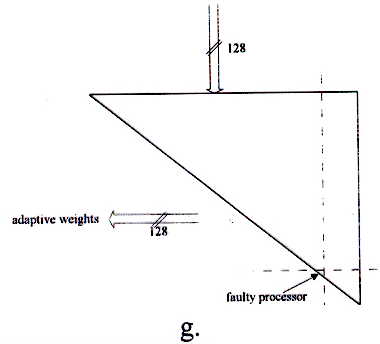 128
adaptive weights
128
faulty processor
g.